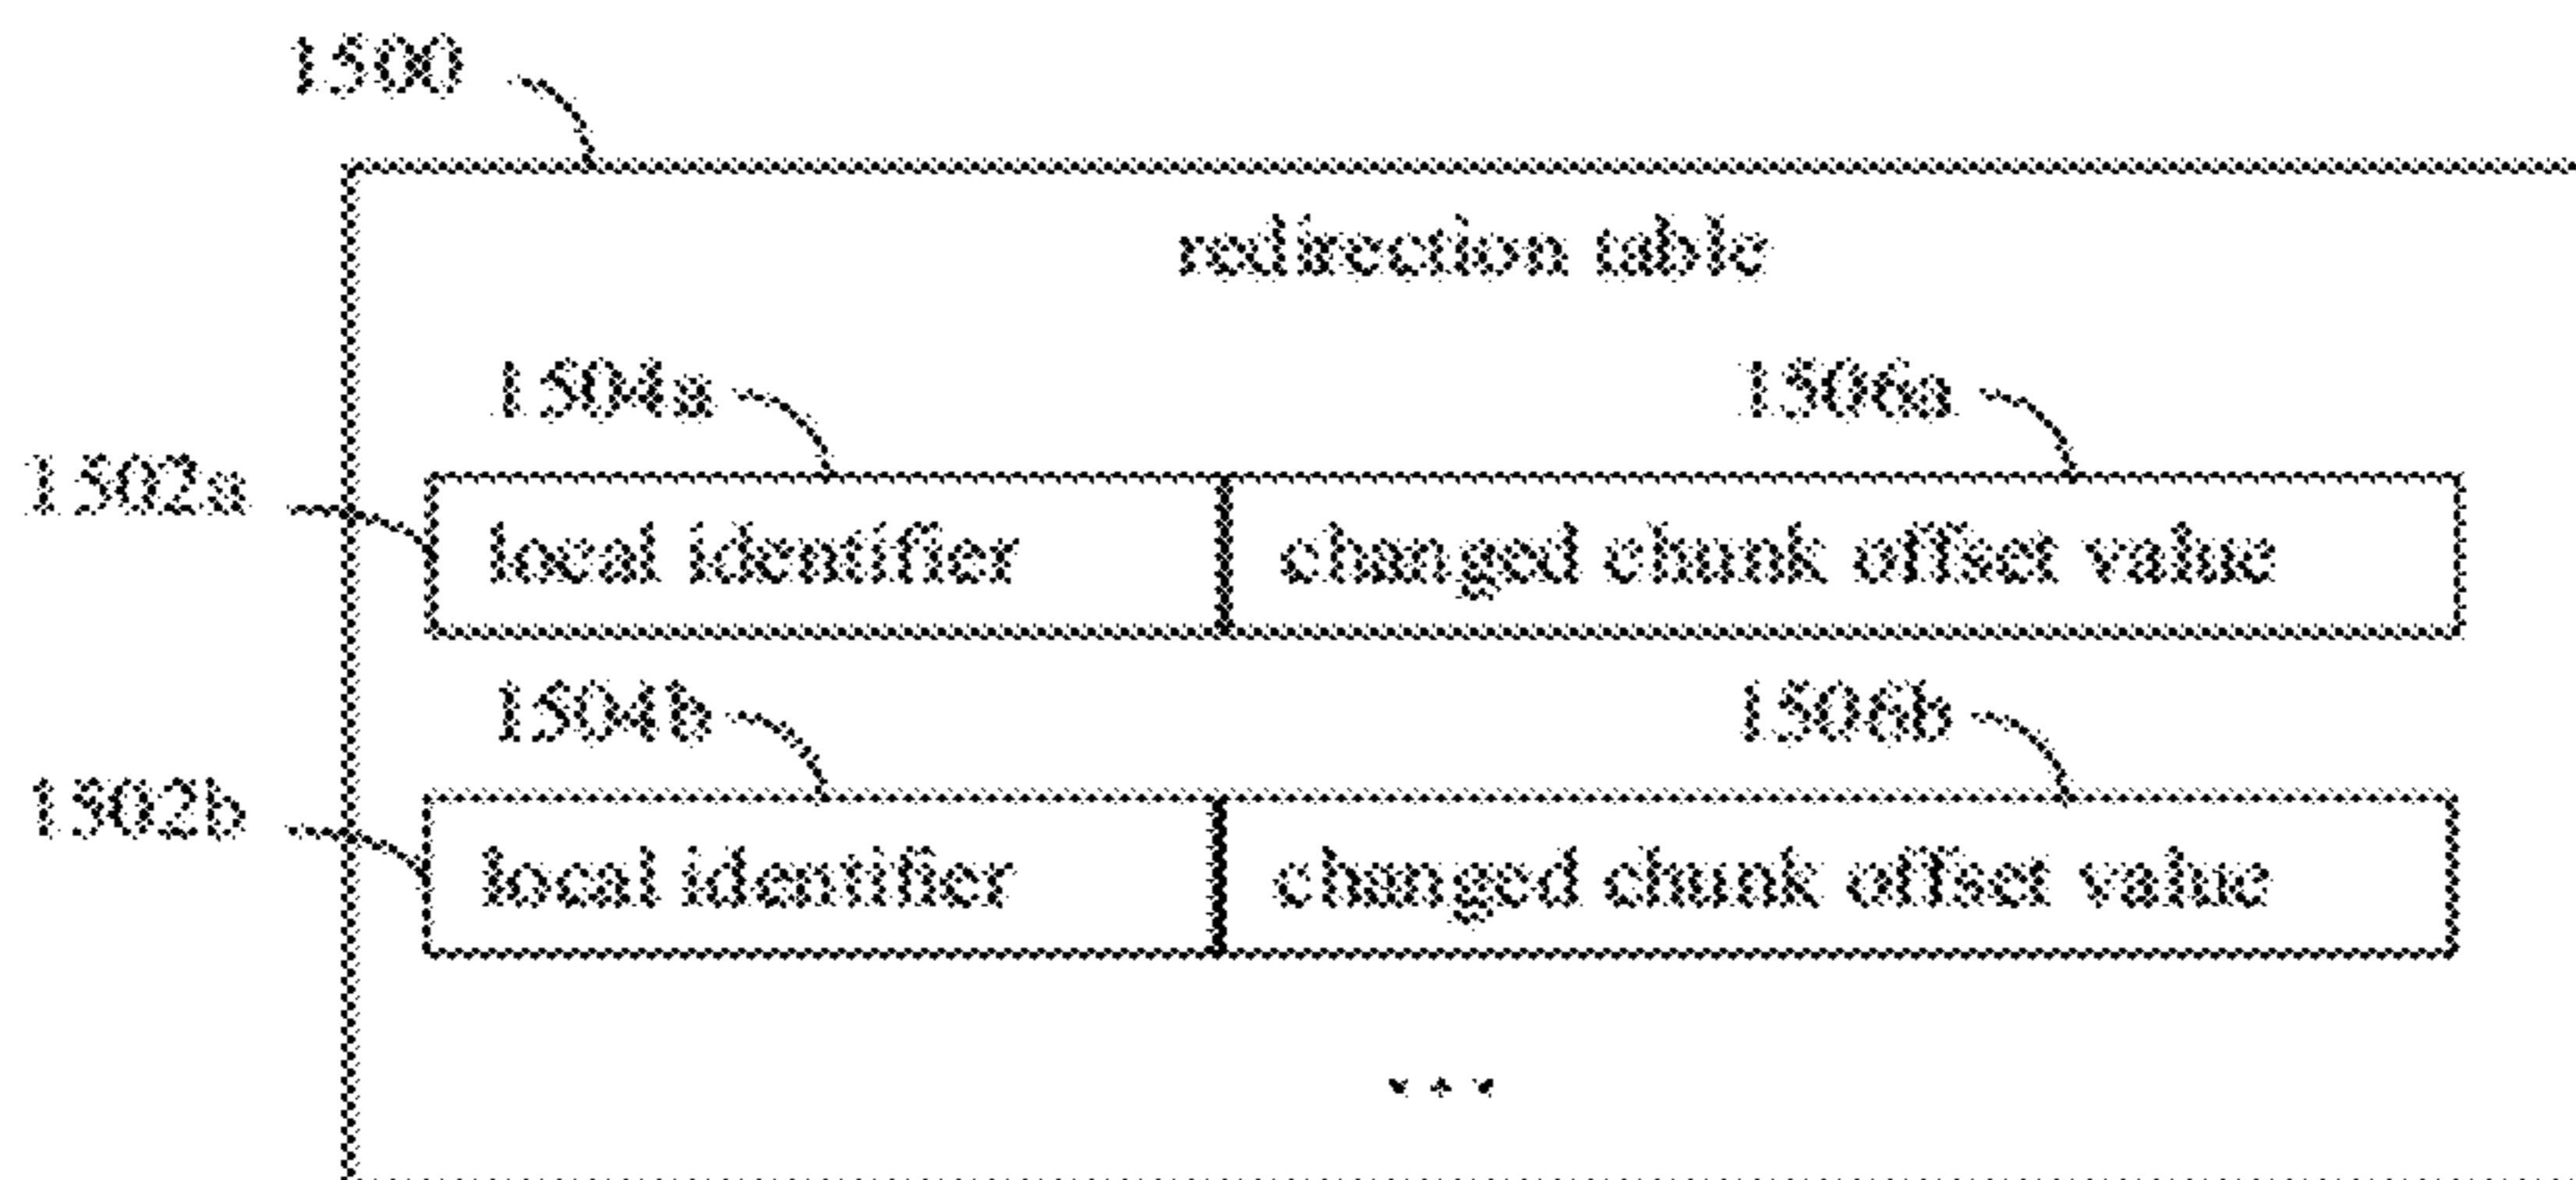 1500
redirection table
1504a 1506a
1502a
local identifier changed chunk offset value
1504b 1506b
1502b
local identifier changed chunk offset value
...